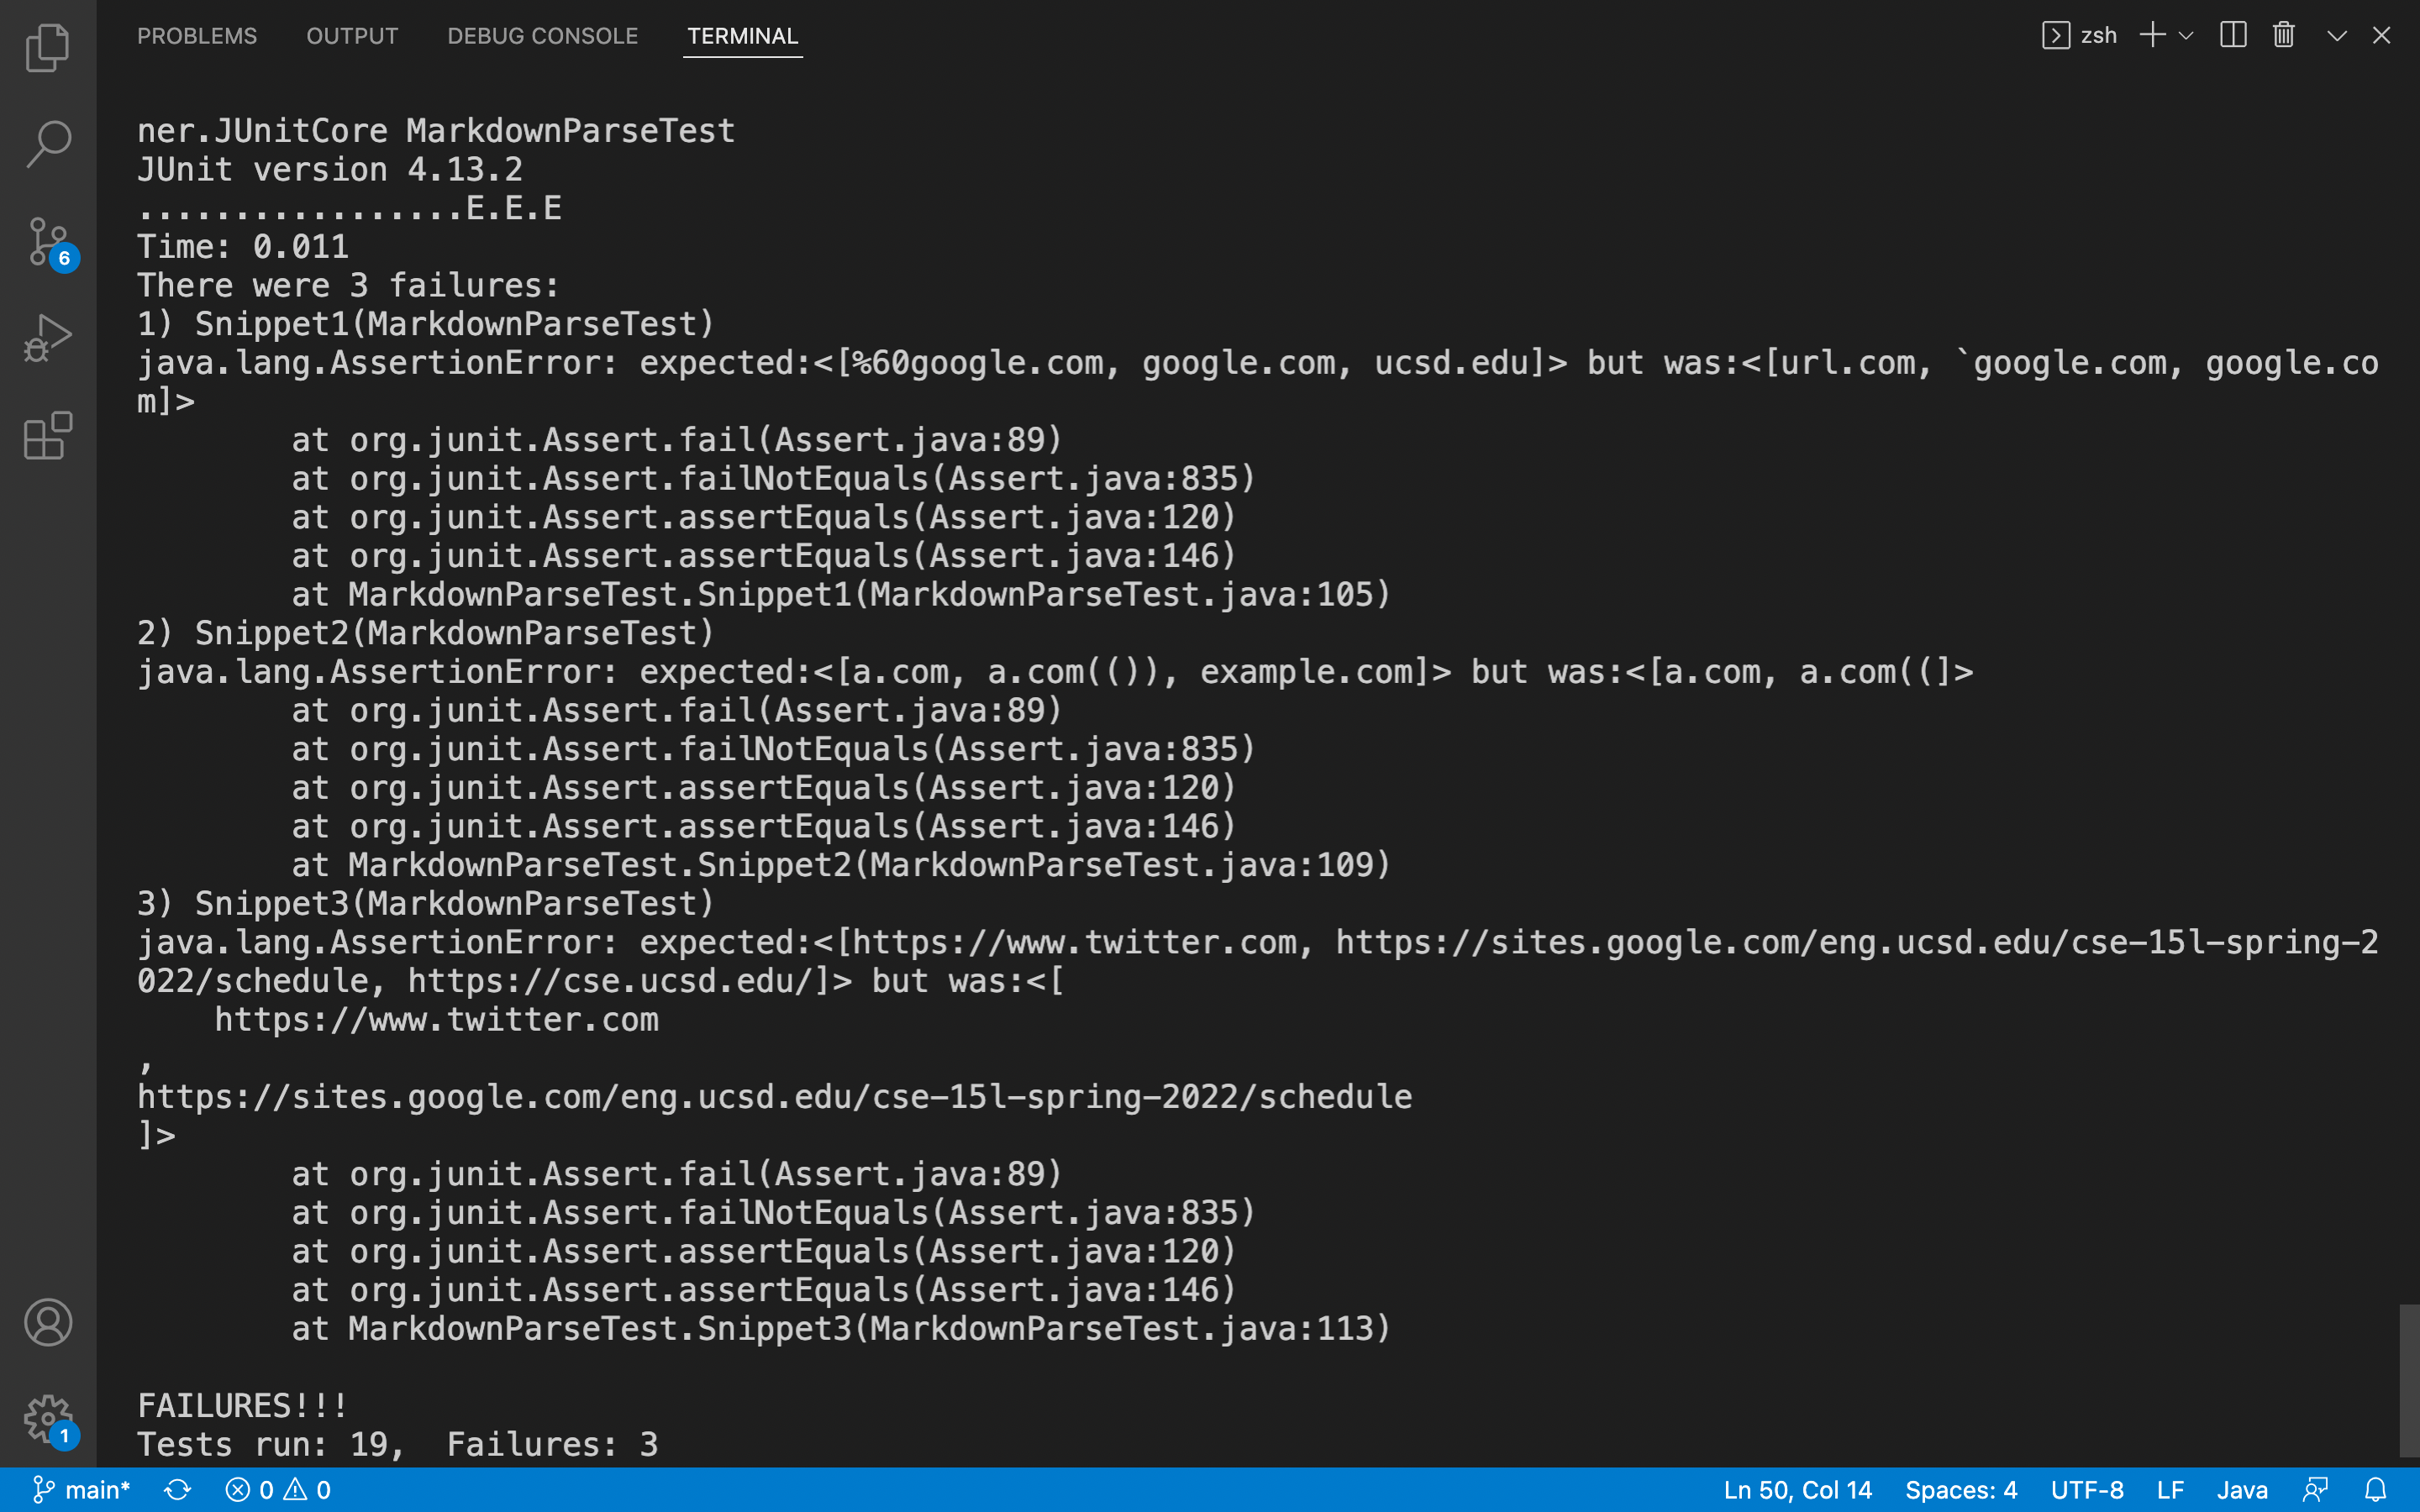 PROBLEMS OUTPUT DEBUG CONSOLE TERMINAL zsh
ner.JUnitCore MarkdownParseTest
JUnit version 4.13.2
.................E.E.E
Time: 0.011
There were 3 failures:
1) Snippet1(MarkdownParseTest)
java.lang.AssertionError: expected:<[%60google.com, google.com, ucsd.edu]> but was:<[url.com, `google.com, google.co
m]>
        at org.junit.Assert.fail(Assert.java:89)
        at org.junit.Assert.failNotEquals(Assert.java:835)
        at org.junit.Assert.assertEquals(Assert.java:120)
        at org.junit.Assert.assertEquals(Assert.java:146)
        at MarkdownParseTest.Snippet1(MarkdownParseTest.java:105)
2) Snippet2(MarkdownParseTest)
java.lang.AssertionError: expected:<[a.com, a.com(()), example.com]> but was:<[a.com, a.com((]>
        at org.junit.Assert.fail(Assert.java:89)
        at org.junit.Assert.failNotEquals(Assert.java:835)
        at org.junit.Assert.assertEquals(Assert.java:120)
        at org.junit.Assert.assertEquals(Assert.java:146)
        at MarkdownParseTest.Snippet2(MarkdownParseTest.java:109)
3) Snippet3(MarkdownParseTest)
java.lang.AssertionError: expected:<[https://www.twitter.com, https://sites.google.com/eng.ucsd.edu/cse-15l-spring-2
022/schedule, https://cse.ucsd.edu/]> but was:<[
    https://www.twitter.com
,
https://sites.google.com/eng.ucsd.edu/cse-15l-spring-2022/schedule
]>
        at org.junit.Assert.fail(Assert.java:89)
        at org.junit.Assert.failNotEquals(Assert.java:835)
        at org.junit.Assert.assertEquals(Assert.java:120)
        at org.junit.Assert.assertEquals(Assert.java:146)
        at MarkdownParseTest.Snippet3(MarkdownParseTest.java:113)
FAILURES!!!
Tests run: 19,  Failures: 3
6
1
main* 0 0 Ln 50, Col 14 Spaces: 4 UTF-8 LF Java